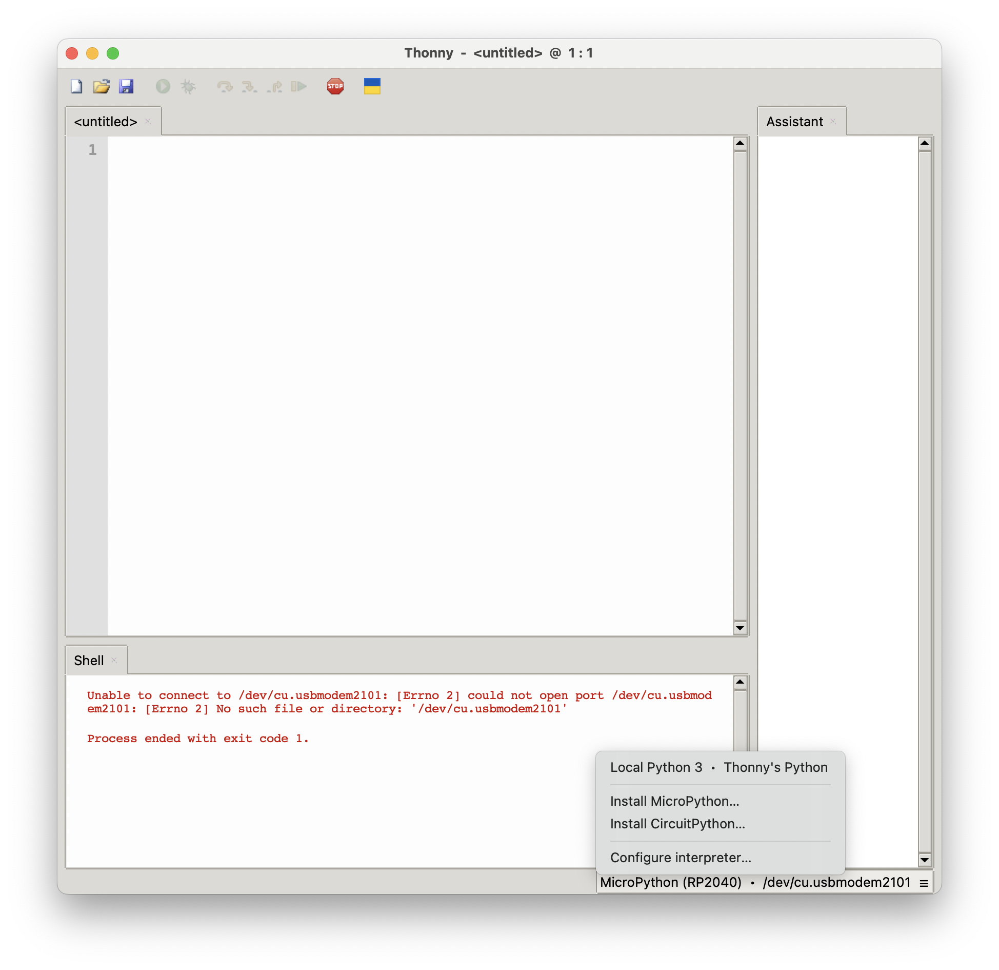 Thonny - <untitled> @ 1:1
STOP
<untitled>
Assistant
1
Shell
Unable to connect to /dev/cu.usbmodem2101: [Errno 2] could not open port /dev/cu.usbmod
em2101: [Errno 2] No such file or directory: '/dev/cu.usbmodem2101'
Process ended with exit code 1.
Local Python 3 • Thonny's Python
Install MicroPython...
Install CircuitPython...
Configure interpreter...
MicroPython (RP2040) • /dev/cu.usbmodem2101 ≡